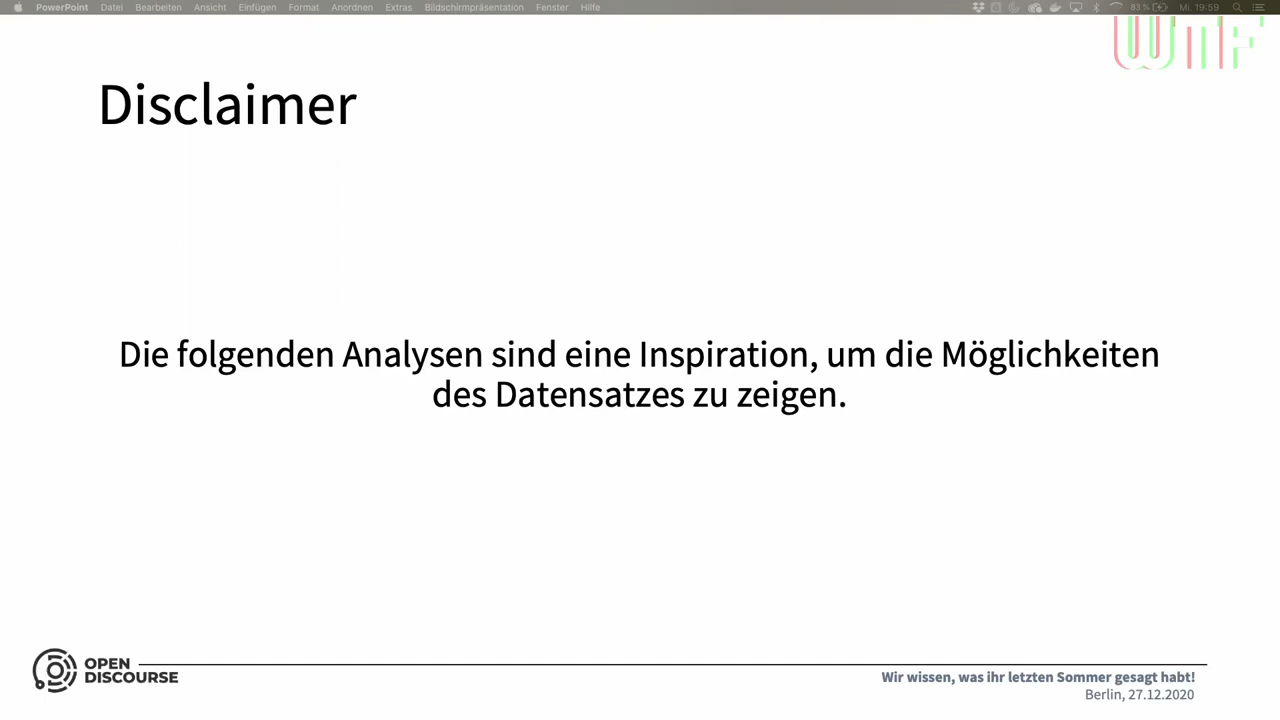 PowerPoint Datei Bearbeiten Ansicht Einfügen Format Anordnen Extras Bildschirmpräsentation Fenster Hilfe 83 % Mi. 19:59
Disclaimer
Die folgenden Analysen sind eine Inspiration, um die Möglichkeiten
des Datensatzes zu zeigen.
OPEN
DISCOURSE
Wir wissen, was ihr letzten Sommer gesagt habt!
Berlin, 27.12.2020